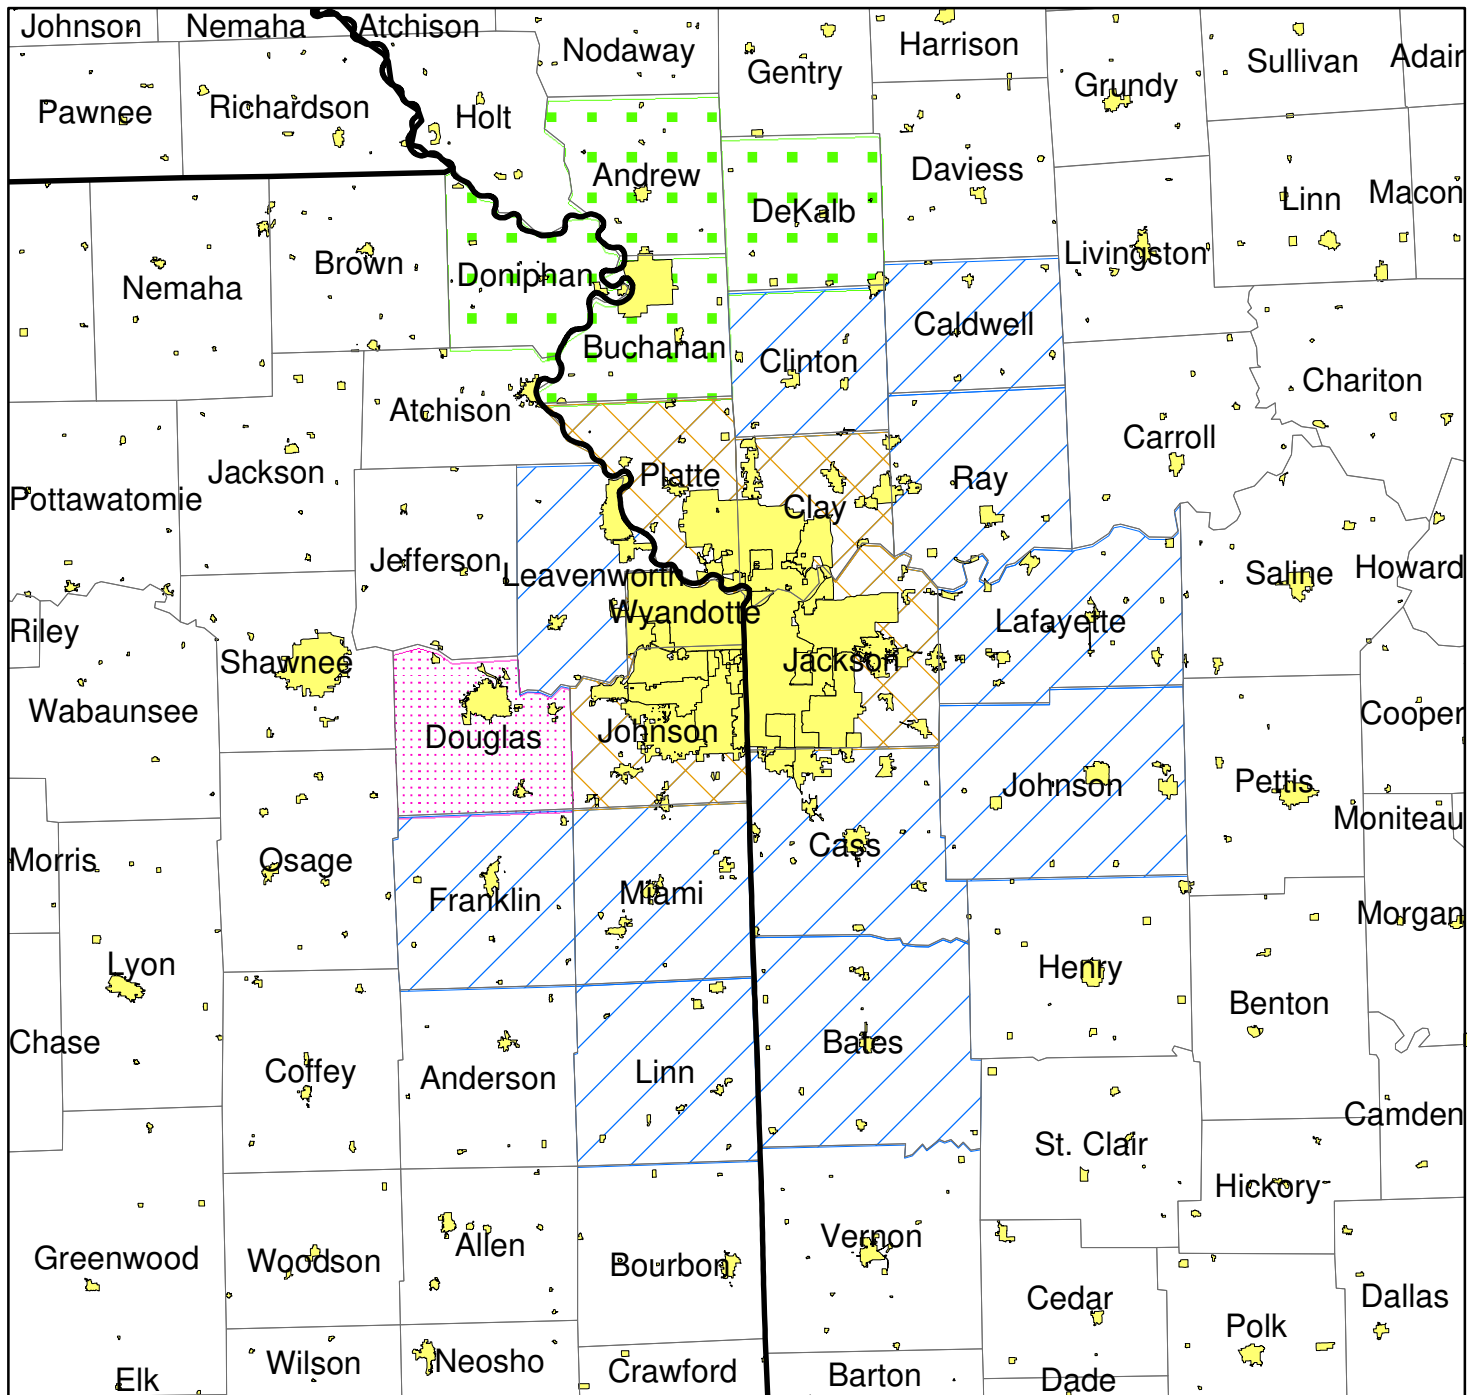 Johnson
Nemaha
Atchison
Nodaway
Gentry
Harrison
Grundy
Sullivan
Adair
Pawnee
Richardson
Holt
Andrew
DeKalb
Daviess
Linn
Macon
Livingston
Nemaha
Brown
Doniphan
Buchanan
Clinton
Caldwell
Chariton
Atchison
Carroll
Jackson
Pottawatomie
Platte
Clay
Ray
Jefferson
Leavenworth
Saline
Howard
Riley
Wyandotte
Lafayette
Shawnee
Jackson
Wabaunsee
Douglas
Johnson
Cooper
Johnson
Pettis
Moniteau
Morris
Osage
Cass
Franklin
Miami
Morgan
Lyon
Henry
Benton
Chase
Coffey
Anderson
Linn
Bates
Camden
St. Clair
Hickory
Greenwood
Woodson
Allen
Bourbon
Vernon
Cedar
Dallas
Polk
Elk
Wilson
Neosho
Crawford
Barton
Dade